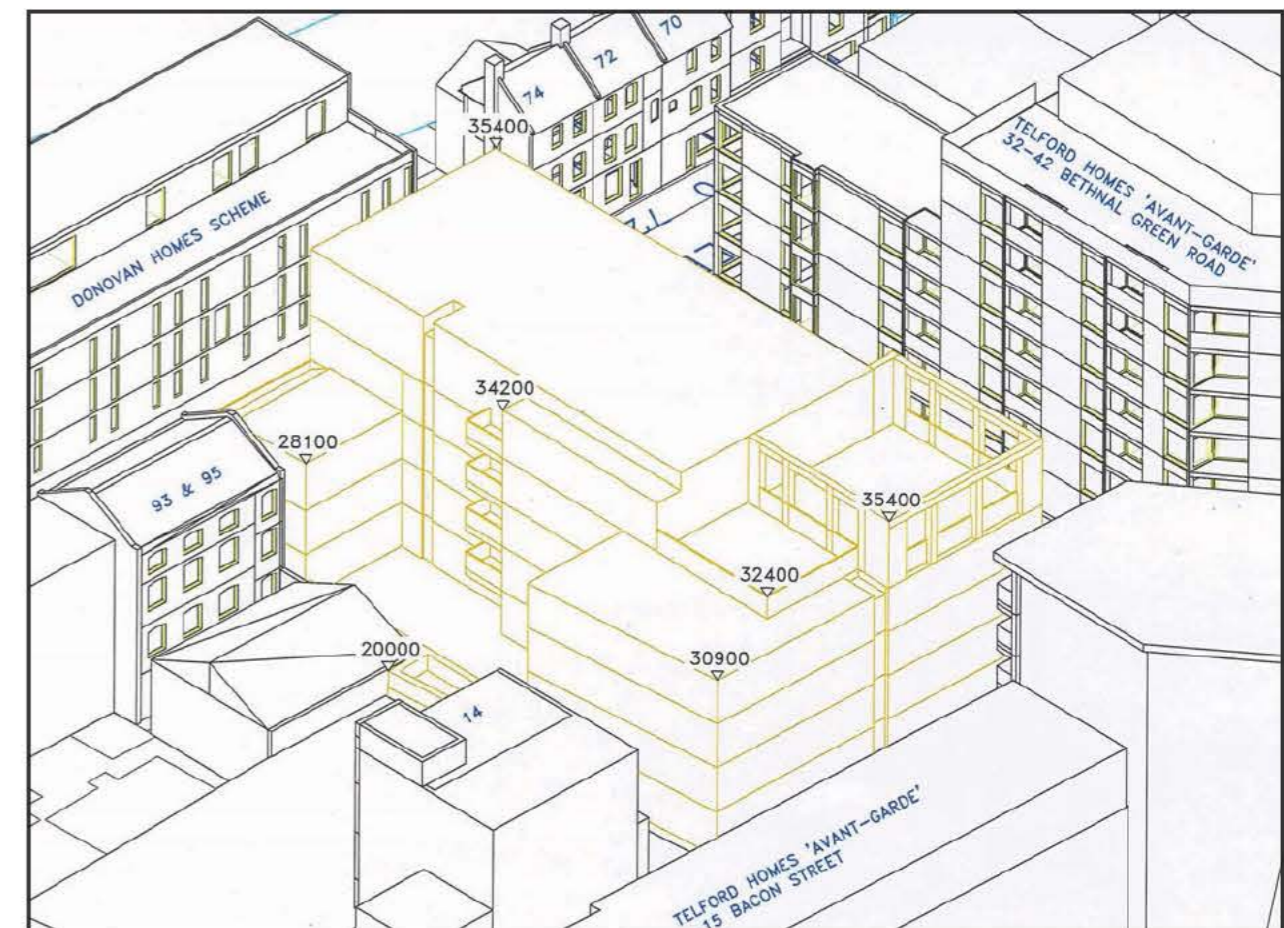 70
72
74
35400
TELFORD HOMES 'AVANT-GARDE'
32-42 BETHNAL GREEN ROAD
DONOVAN HOMES SCHEME
34200
28100
93 & 95
35400
32400
20000
30900
14
TELFORD HOMES 'AVANT-GARDE'
15 BACON STREET